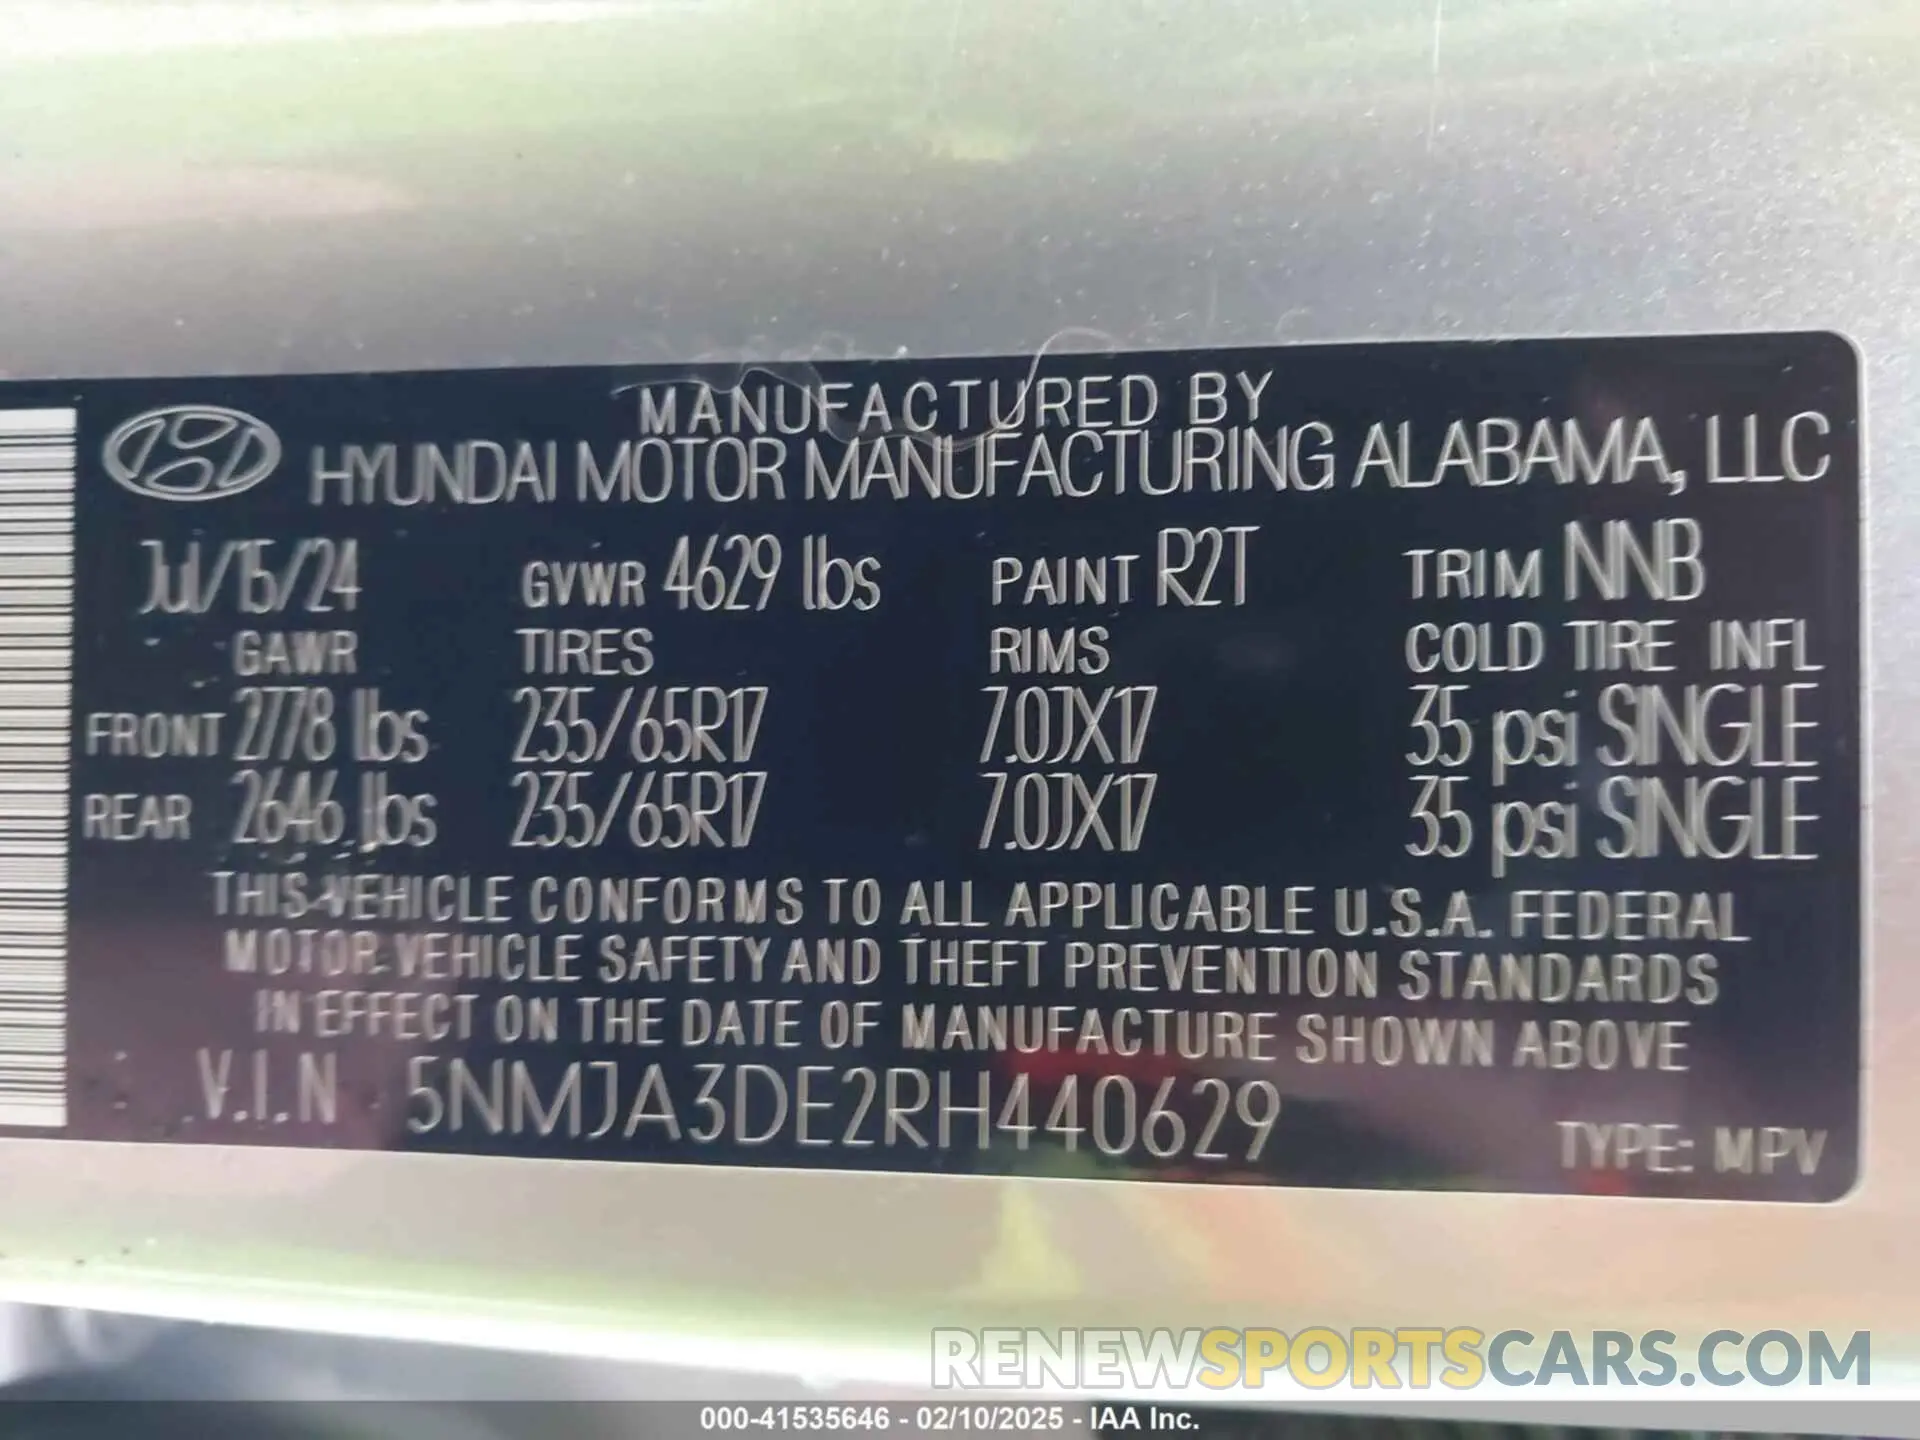 MANUFACTURED BY
HYUNDAI MOTOR MANUFACTURING ALABAMA, LLC
Jul/15/24 GVWR 4629 lbs PAINT R2T TRIM NNB
GAWR TIRES RIMS COLD TIRE INFL
FRONT 2778 lbs 235/65R17 7.0JX17 35 psi SINGLE
REAR 2646 lbs 235/65R17 7.0JX17 35 psi SINGLE
THIS VEHICLE CONFORMS TO ALL APPLICABLE U.S.A. FEDERAL
MOTOR VEHICLE SAFETY AND THEFT PREVENTION STANDARDS
IN EFFECT ON THE DATE OF MANUFACTURE SHOWN ABOVE
V.I.N 5NMJA3DE2RH440629
TYPE: MPV
RENEWSPORTSCARS.COM
000-41535646 - 02/10/2025 - IAA Inc.